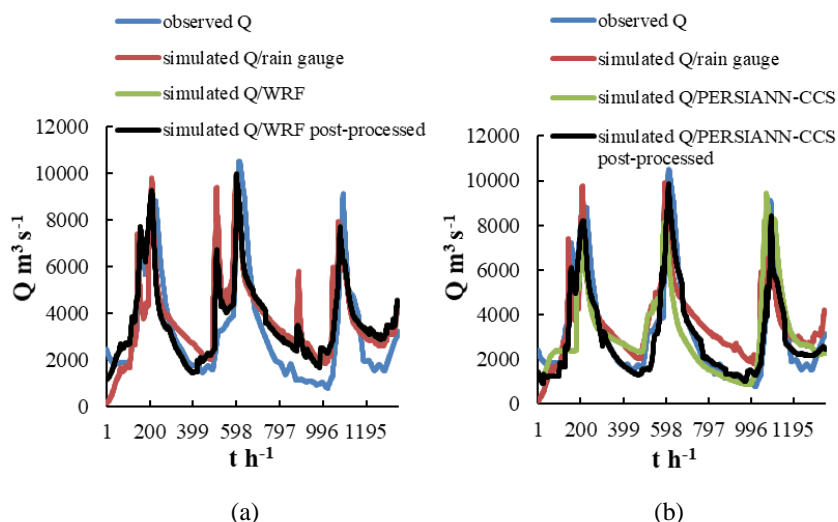 observed Q
simulated Q/rain gauge
simulated Q/WRF
simulated Q/WRF post-processed
12000
10000
8000
6000
4000
2000
0
Q m³ s⁻¹
1 200 399 598 797 996 1195
t h⁻¹
(a)
observed Q
simulated Q/rain gauge
simulated Q/PERSIANN-CCS
simulated Q/PERSIANN-CCS
post-processed
12000
10000
8000
6000
4000
2000
0
Q m³ s⁻¹
1 200 399 598 797 996 1195
t h⁻¹
(b)